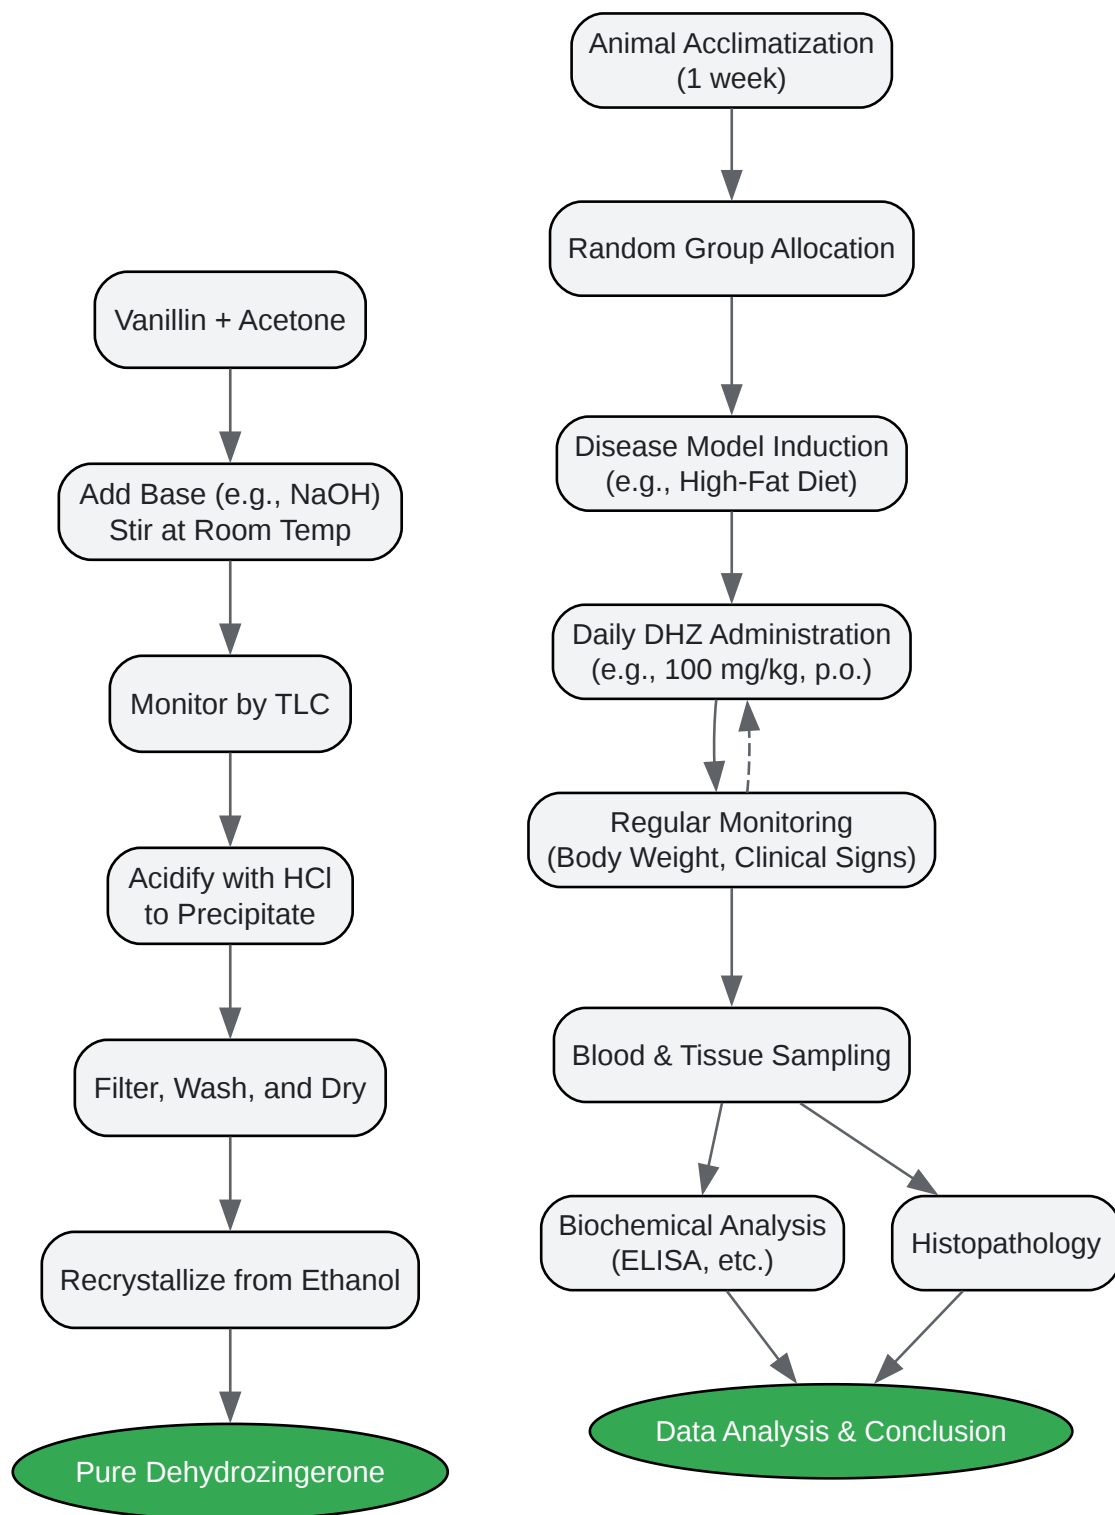 Vanillin + Acetone
Add Base (e.g., NaOH)
Stir at Room Temp
Monitor by TLC
Acidify with HCl
to Precipitate
Filter, Wash, and Dry
Recrystallize from Ethanol
Pure Dehydrozingerone
Animal Acclimatization
(1 week)
Random Group Allocation
Disease Model Induction
(e.g., High-Fat Diet)
Daily DHZ Administration
(e.g., 100 mg/kg, p.o.)
Regular Monitoring
(Body Weight, Clinical Signs)
Blood & Tissue Sampling
Biochemical Analysis
(ELISA, etc.)
Histopathology
Data Analysis & Conclusion